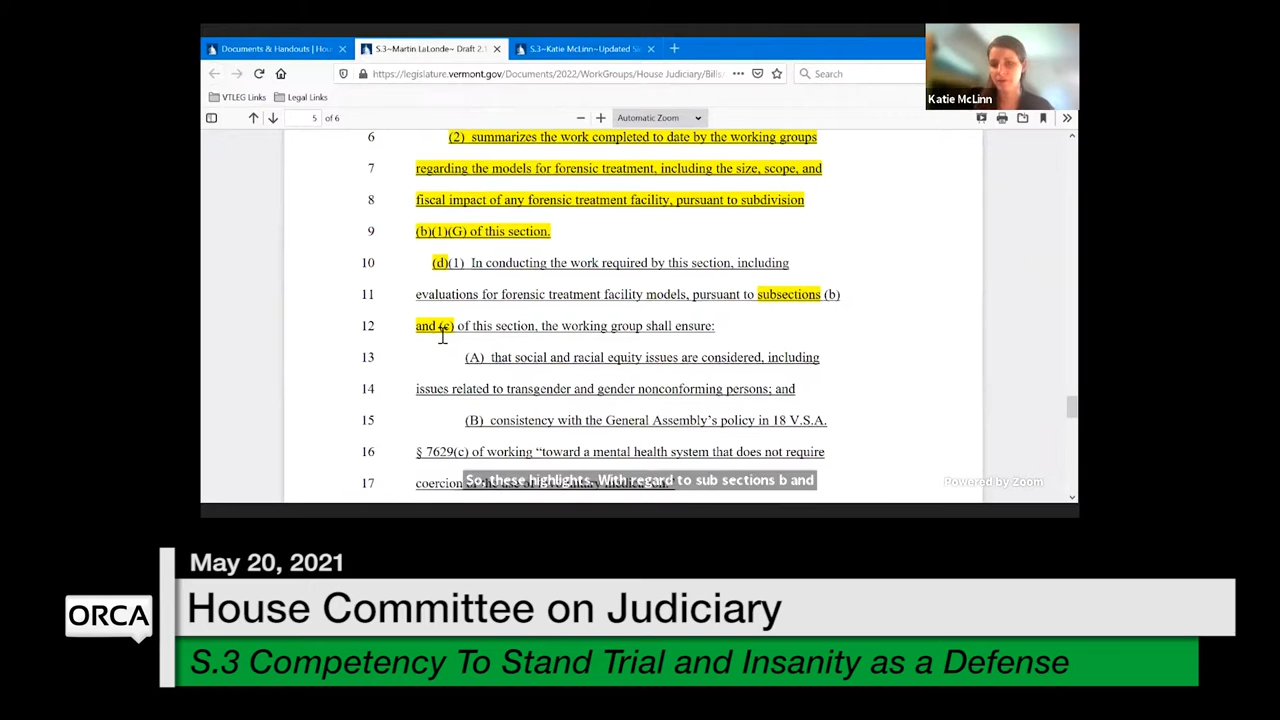 Documents & Handouts | Hou
S.3~Martin LaLonde~ Draft 2.1
S.3~Katie McLinn~Updated Si
https://legislature.vermont.gov/Documents/2022/WorkGroups/House Judiciary/Bills
Search
VTLEG Links
Legal Links
Katie McLinn
5 of 6
Automatic Zoom
6 (2) summarizes the work completed to date by the working groups
7 regarding the models for forensic treatment, including the size, scope, and
8 fiscal impact of any forensic treatment facility, pursuant to subdivision
9 (b)(1)(G) of this section.
10 (d)(1) In conducting the work required by this section, including
11 evaluations for forensic treatment facility models, pursuant to subsections (b)
12 and (c) of this section, the working group shall ensure:
13 (A) that social and racial equity issues are considered, including
14 issues related to transgender and gender nonconforming persons; and
15 (B) consistency with the General Assembly's policy in 18 V.S.A.
16 § 7629(c) of working “toward a mental health system that does not require
17 coercion
So, these highlights. With regard to sub sections b and
Powered by Zoom
May 20, 2021
ORCA
House Committee on Judiciary
S.3 Competency To Stand Trial and Insanity as a Defense